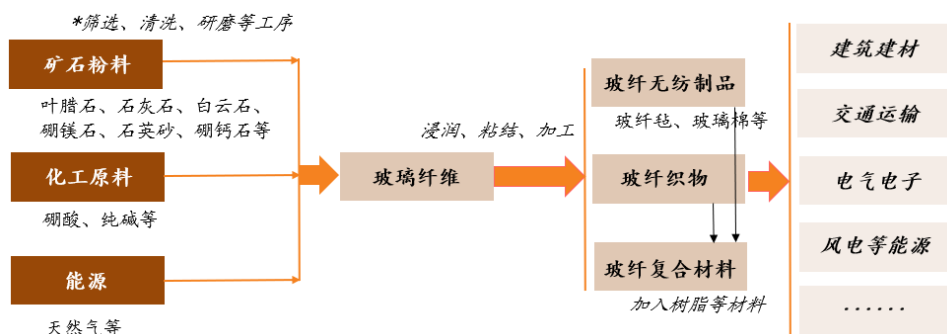 *筛选、清洗、研磨等工序
矿石粉料
叶腊石、石灰石、白云石、
硼镁石、石英砂、硼钙石等
化工原料
硼酸、纯碱等
能源
天然气等
玻璃纤维
浸润、粘结、加工
玻纤无纺制品
玻纤毡、玻璃棉等
玻纤织物
玻纤复合材料
加入树脂等材料
建筑建材
交通运输
电气电子
风电等能源
······